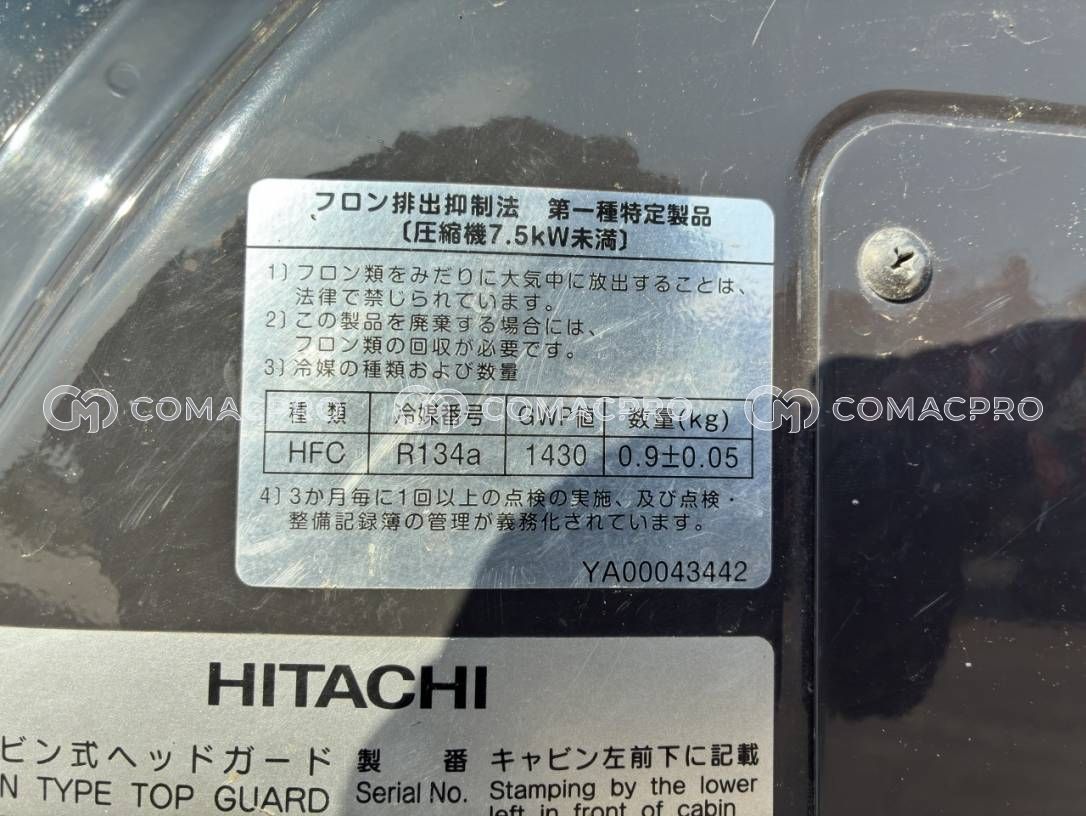 フロン排出抑制法 第一種特定製品
〔圧縮機7.5kW未満〕
1〕フロン類をみだりに大気中に放出することは、
法律で禁じられています。
2〕この製品を廃棄する場合には、
フロン類の回収が必要です。
3〕冷媒の種類および数量
種類 冷媒番号 GWP値 数量(kg)
HFC R134a 1430 0.9±0.05
COMACPRO COMACPRO COMACPRO
4〕3か月毎に1回以上の点検の実施、及び点検・
整備記録簿の管理が義務化されています。
YA00043442
HITACHI
ビン式ヘッドガード 製番 キャビン左前下に記載
N TYPE TOP GUARD Serial No. Stamping by the lower
left in front of cabin